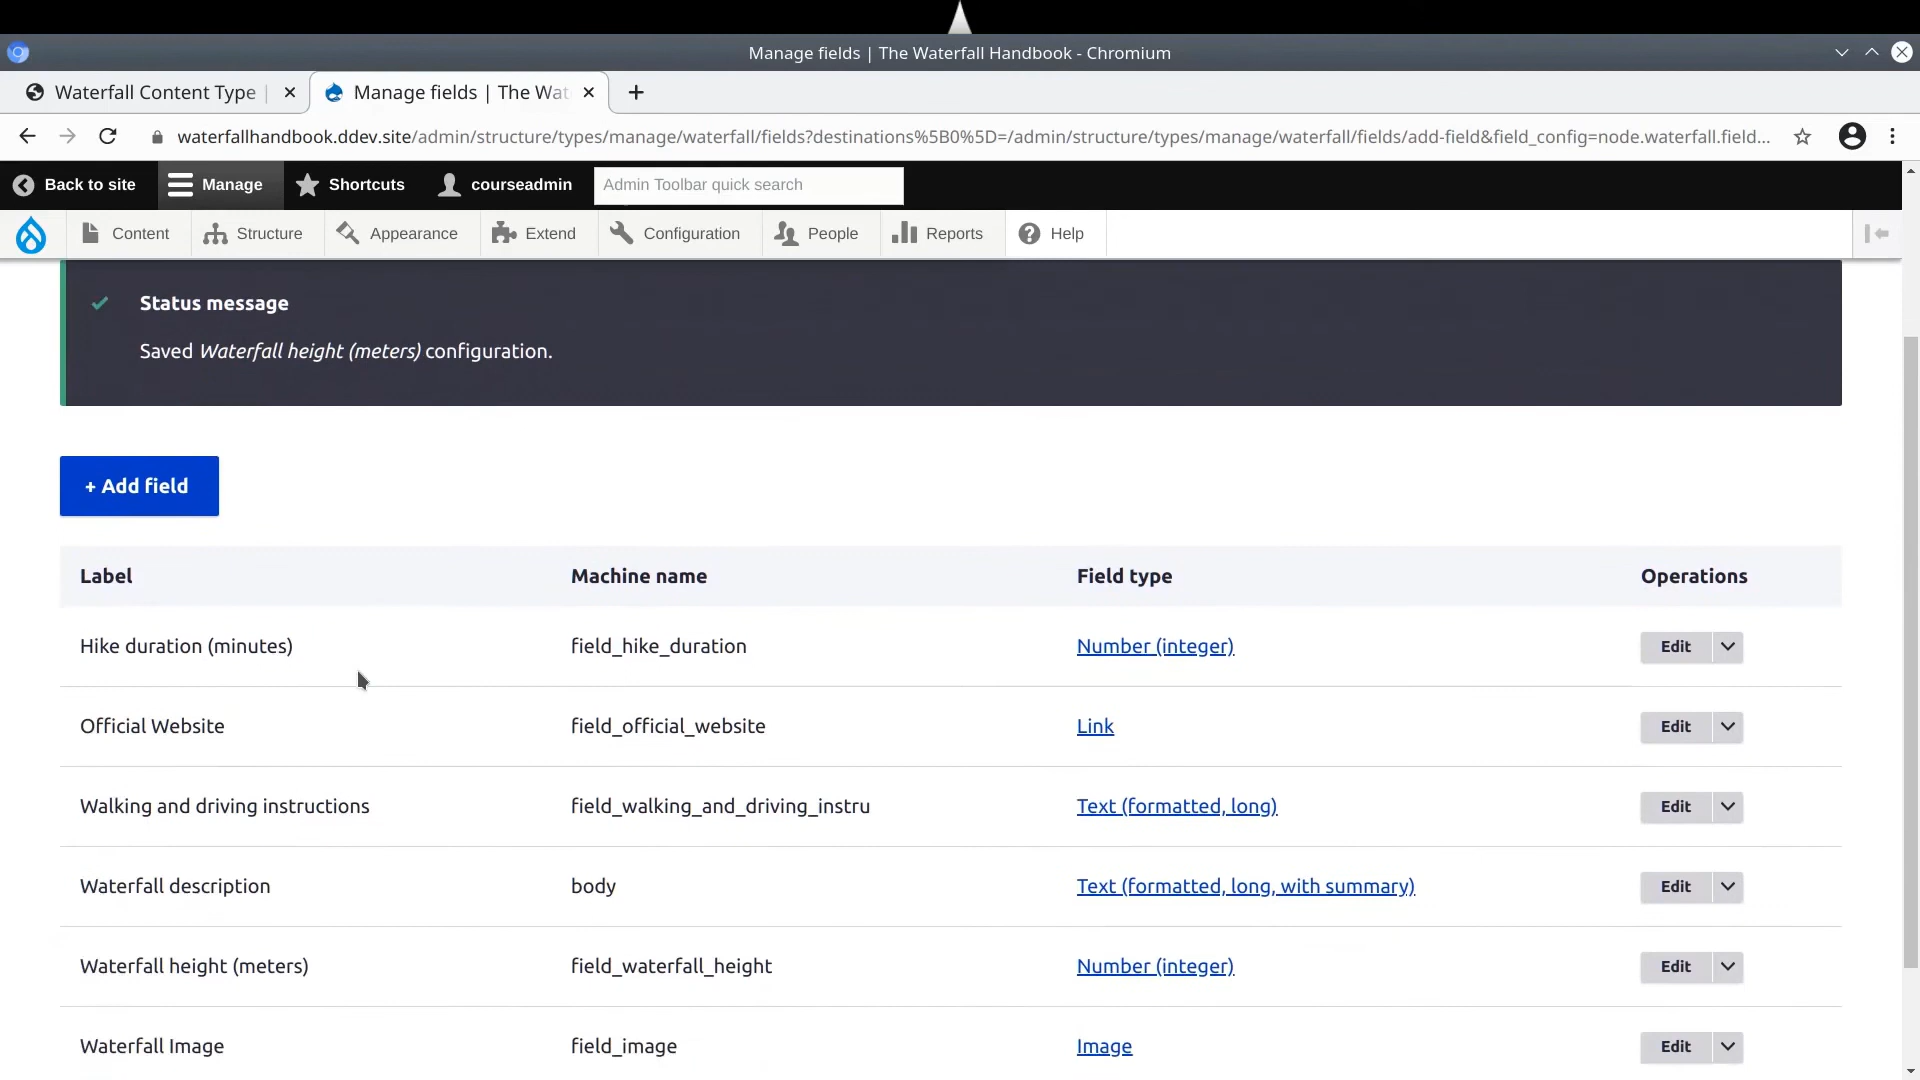 Manage fields | The Waterfall Handbook - Chromium
Waterfall Content Type |
Manage fields | The Wat
waterfallhandbook.ddev.site/admin/structure/types/manage/waterfall/fields?destinations%5B0%5D=/admin/structure/types/manage/waterfall/fields/add-field&field_config=node.waterfall.field...
Back to site Manage Shortcuts courseadmin Admin Toolbar quick search
Content Structure Appearance Extend Configuration People Reports Help
Status message
Saved Waterfall height (meters) configuration.
+ Add field
Label Machine name Field type Operations
Hike duration (minutes) field_hike_duration Number (integer) Edit
Official Website field_official_website Link Edit
Walking and driving instructions field_walking_and_driving_instru Text (formatted, long) Edit
Waterfall description body Text (formatted, long, with summary) Edit
Waterfall height (meters) field_waterfall_height Number (integer) Edit
Waterfall Image field_image Image Edit